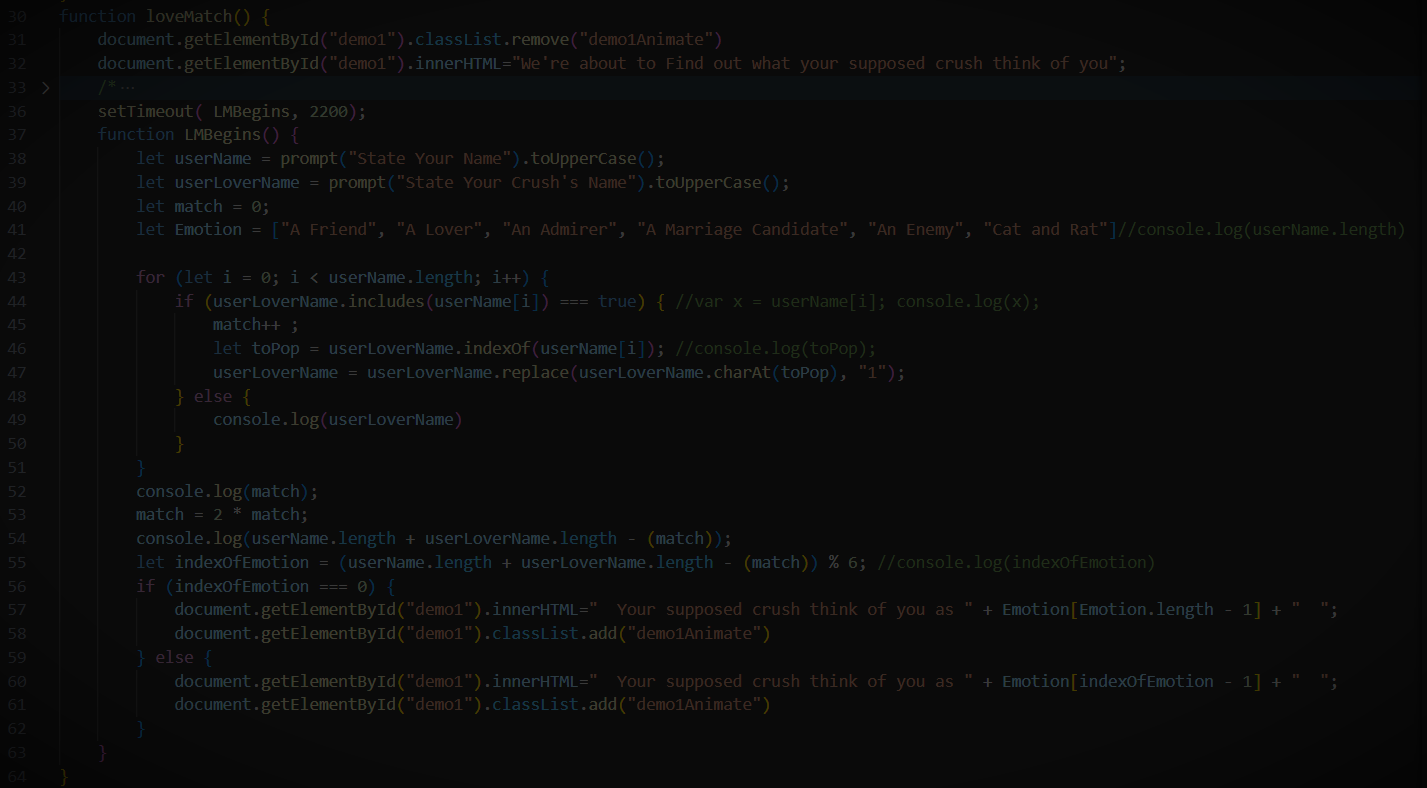 30 function loveMatch() {
31 document.getElementById("demo1").classList.remove("demo1Animate")
32 document.getElementById("demo1").innerHTML="We're about to Find out what your supposed crush think of you";
33 > /*···
36 setTimeout( LMBegins, 2200);
37 function LMBegins() {
38 let userName = prompt("State Your Name").toUpperCase();
39 let userLoverName = prompt("State Your Crush's Name").toUpperCase();
40 let match = 0;
41 let Emotion = ["A Friend", "A Lover", "An Admirer", "A Marriage Candidate", "An Enemy", "Cat and Rat"]//console.log(userName.length)
42
43 for (let i = 0; i < userName.length; i++) {
44 if (userLoverName.includes(userName[i]) === true) { //var x = userName[i]; console.log(x);
45 match++ ;
46 let toPop = userLoverName.indexOf(userName[i]); //console.log(toPop);
47 userLoverName = userLoverName.replace(userLoverName.charAt(toPop), "1");
48 } else {
49 console.log(userLoverName)
50 }
51 }
52 console.log(match);
53 match = 2 * match;
54 console.log(userName.length + userLoverName.length - (match));
55 let indexOfEmotion = (userName.length + userLoverName.length - (match)) % 6; //console.log(indexOfEmotion)
56 if (indexOfEmotion === 0) {
57 document.getElementById("demo1").innerHTML="  Your supposed crush think of you as " + Emotion[Emotion.length - 1] + "  ";
58 document.getElementById("demo1").classList.add("demo1Animate")
59 } else {
60 document.getElementById("demo1").innerHTML="  Your supposed crush think of you as " + Emotion[indexOfEmotion - 1] + "  ";
61 document.getElementById("demo1").classList.add("demo1Animate")
62 }
63 }
64 }